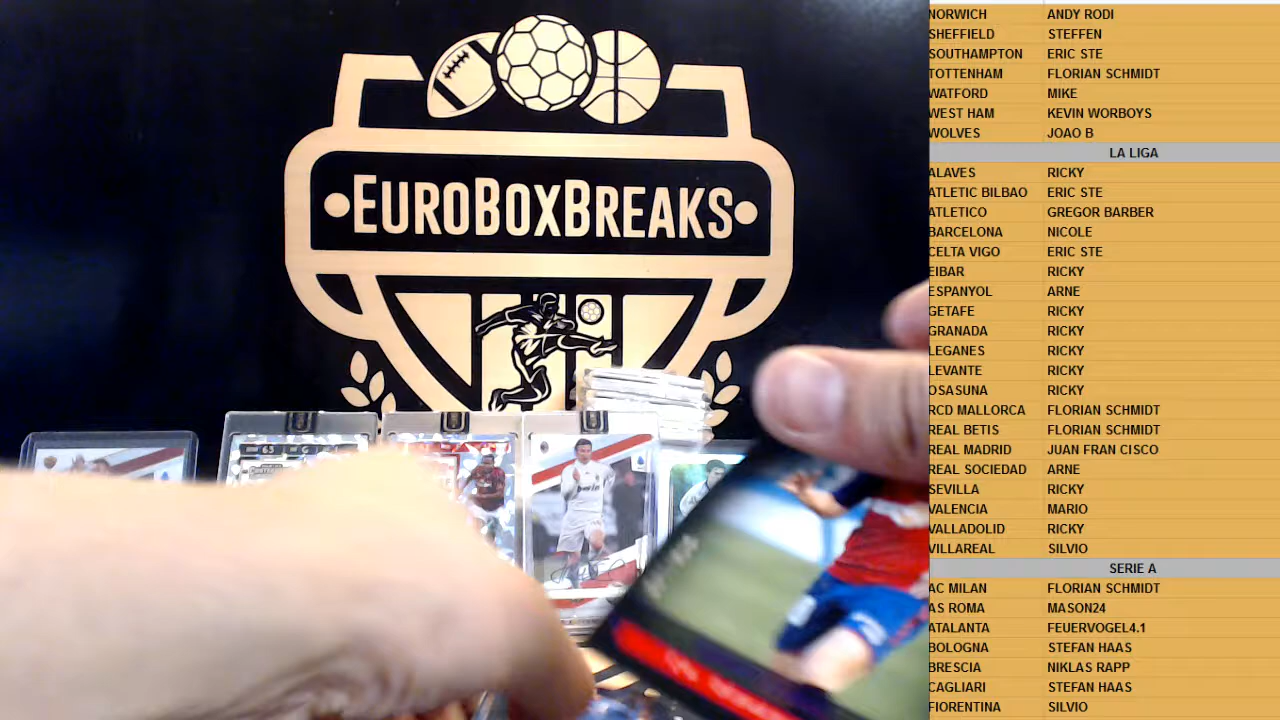 •EUROBOXBREAKS•
63 G
NORWICH ANDY RODI
SHEFFIELD STEFFEN
SOUTHAMPTON ERIC STE
TOTTENHAM FLORIAN SCHMIDT
WATFORD MIKE
WEST HAM KEVIN WORBOYS
WOLVES JOAO B
LA LIGA
ALAVES RICKY
ATLETIC BILBAO ERIC STE
ATLETICO GREGOR BARBER
BARCELONA NICOLE
CELTA VIGO ERIC STE
EIBAR RICKY
ESPANYOL ARNE
GETAFE RICKY
GRANADA RICKY
LEGANES RICKY
LEVANTE RICKY
OSASUNA RICKY
RCD MALLORCA FLORIAN SCHMIDT
REAL BETIS FLORIAN SCHMIDT
REAL MADRID JUAN FRAN CISCO
REAL SOCIEDAD ARNE
SEVILLA RICKY
VALENCIA MARIO
VALLADOLID RICKY
VILLAREAL SILVIO
SERIE A
AC MILAN FLORIAN SCHMIDT
AS ROMA MASON24
ATALANTA FEUERVOGEL4.1
BOLOGNA STEFAN HAAS
BRESCIA NIKLAS RAPP
CAGLIARI STEFAN HAAS
FIORENTINA SILVIO